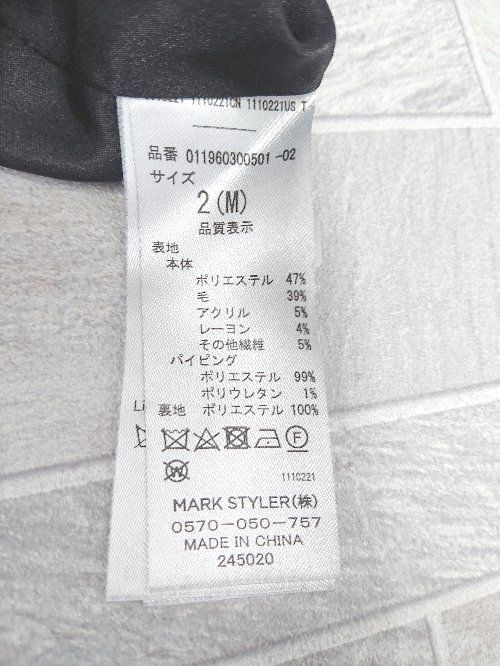 1110221CN 1110221US T
品番 011960300501-02
サイズ
2(M)
品質表示
表地
本体
ポリエステル 47%
毛 39%
アクリル 5%
レーヨン 4%
その他繊維 5%
パイピング
ポリエステル 99%
ポリウレタン 1%
裏地 ポリエステル 100%
Li
1110221
MARK STYLER(株)
0570-050-757
MADE IN CHINA
245020